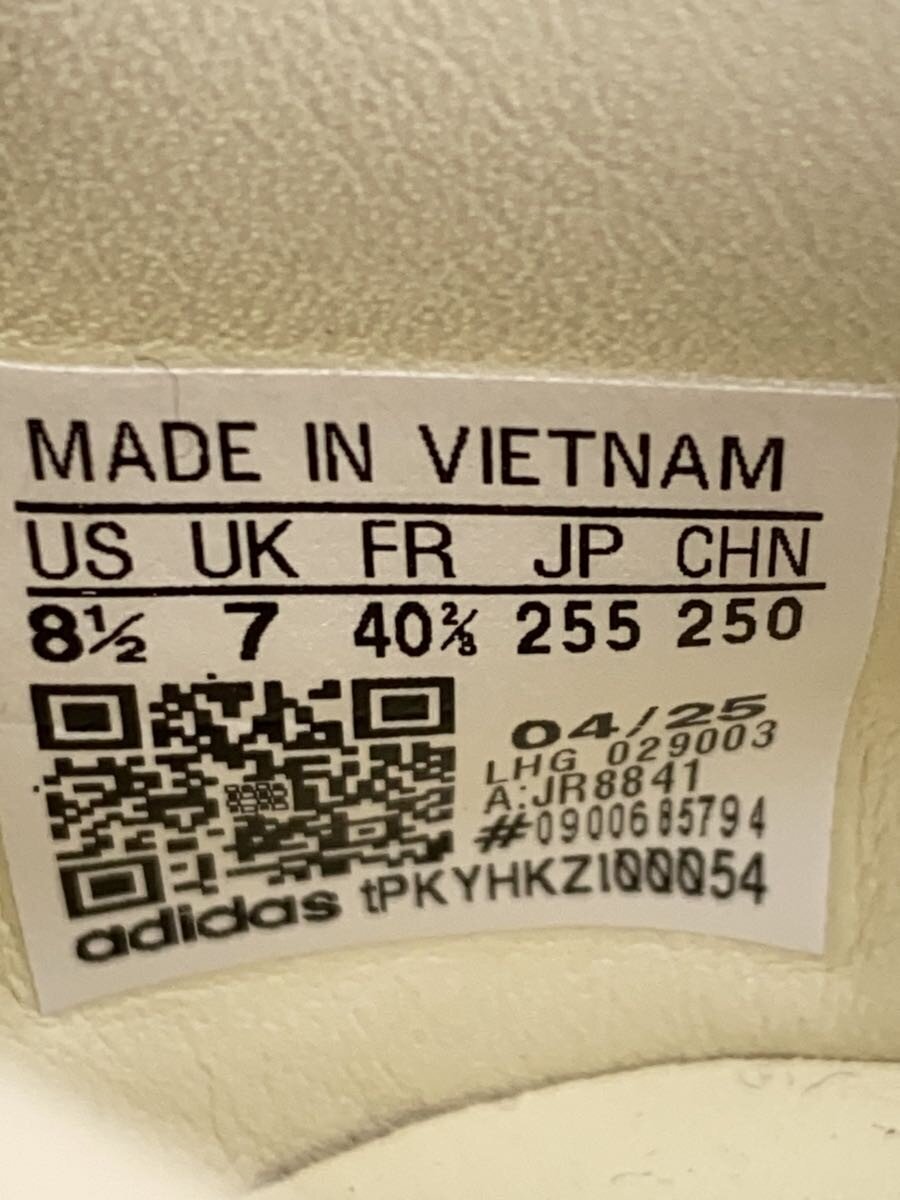 MADE IN VIETNAM
US UK FR JP CHN
8½ 7 40⅔ 255 250
04/25
LHG 029003
A:JR8841
#0900685794
adidas tPKYHKZI00054